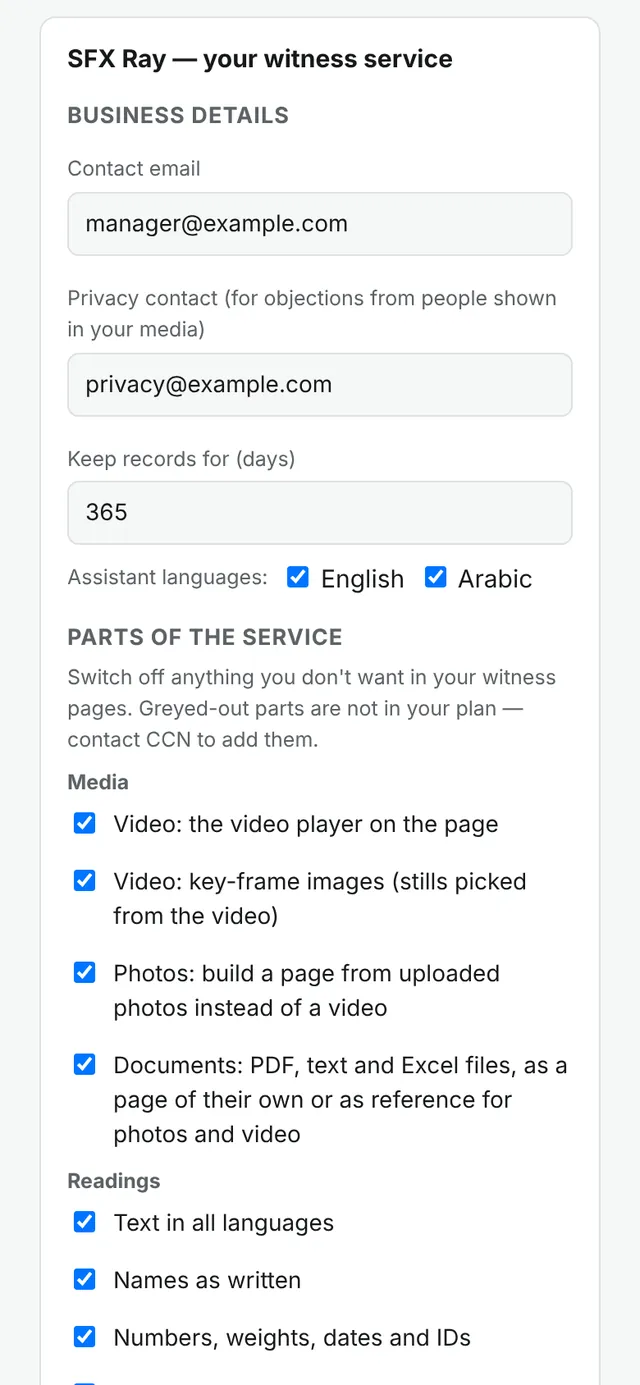 SFX Ray — your witness service
BUSINESS DETAILS
Contact email
manager@example.com
Privacy contact (for objections from people shown
in your media)
privacy@example.com
Keep records for (days)
365
Assistant languages: English Arabic
PARTS OF THE SERVICE
Switch off anything you don't want in your witness
pages. Greyed-out parts are not in your plan —
contact CCN to add them.
Media
Video: the video player on the page
Video: key-frame images (stills picked
from the video)
Photos: build a page from uploaded
photos instead of a video
Documents: PDF, text and Excel files, as a
page of their own or as reference for
photos and video
Readings
Text in all languages
Names as written
Numbers, weights, dates and IDs